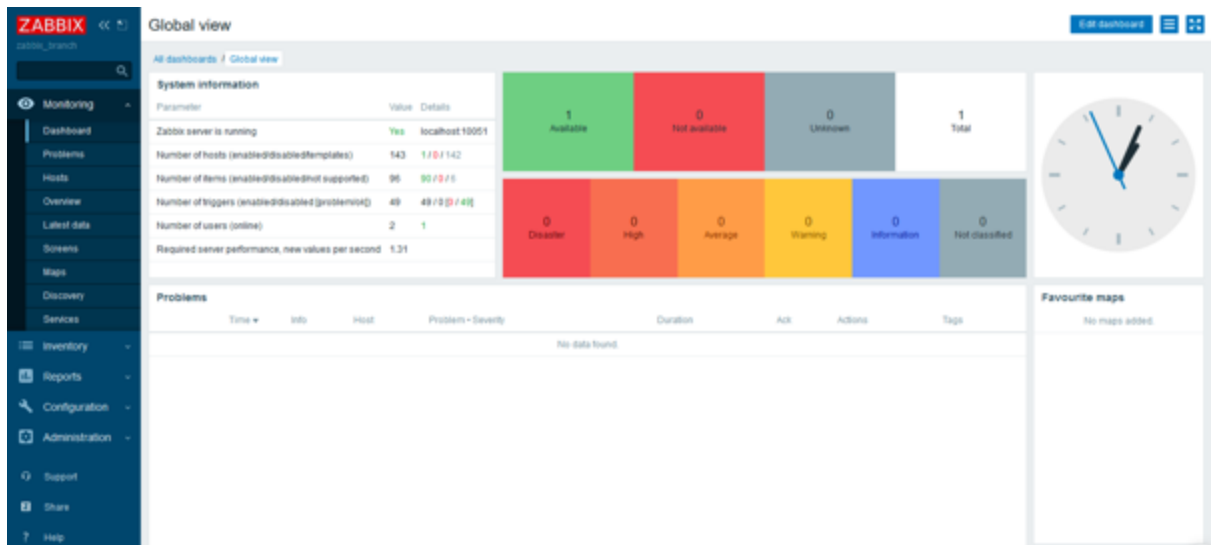 ZABBIX
zabbix_branch
Monitoring
Dashboard
Problems
Hosts
Overview
Latest data
Screens
Maps
Discovery
Services
Inventory
Reports
Configuration
Administration
Support
Share
Help
Global view
Edit dashboard
All dashboards / Global view
System information
Parameter Value Details
Zabbix server is running Yes localhost:10051
Number of hosts (enabled/disabled/templates) 143 1 / 0 / 142
Number of items (enabled/disabled/not supported) 96 90 / 0 / 6
Number of triggers (enabled/disabled [problem/ok]) 49 49 / 0 [0 / 49]
Number of users (online) 2 1
Required server performance, new values per second 1.31
1 Available
0 Not available
0 Unknown
1 Total
0 Disaster
0 High
0 Average
0 Warning
0 Information
0 Not classified
Problems
Time Info Host Problem • Severity Duration Ack Actions Tags
No data found.
Favourite maps
No maps added.